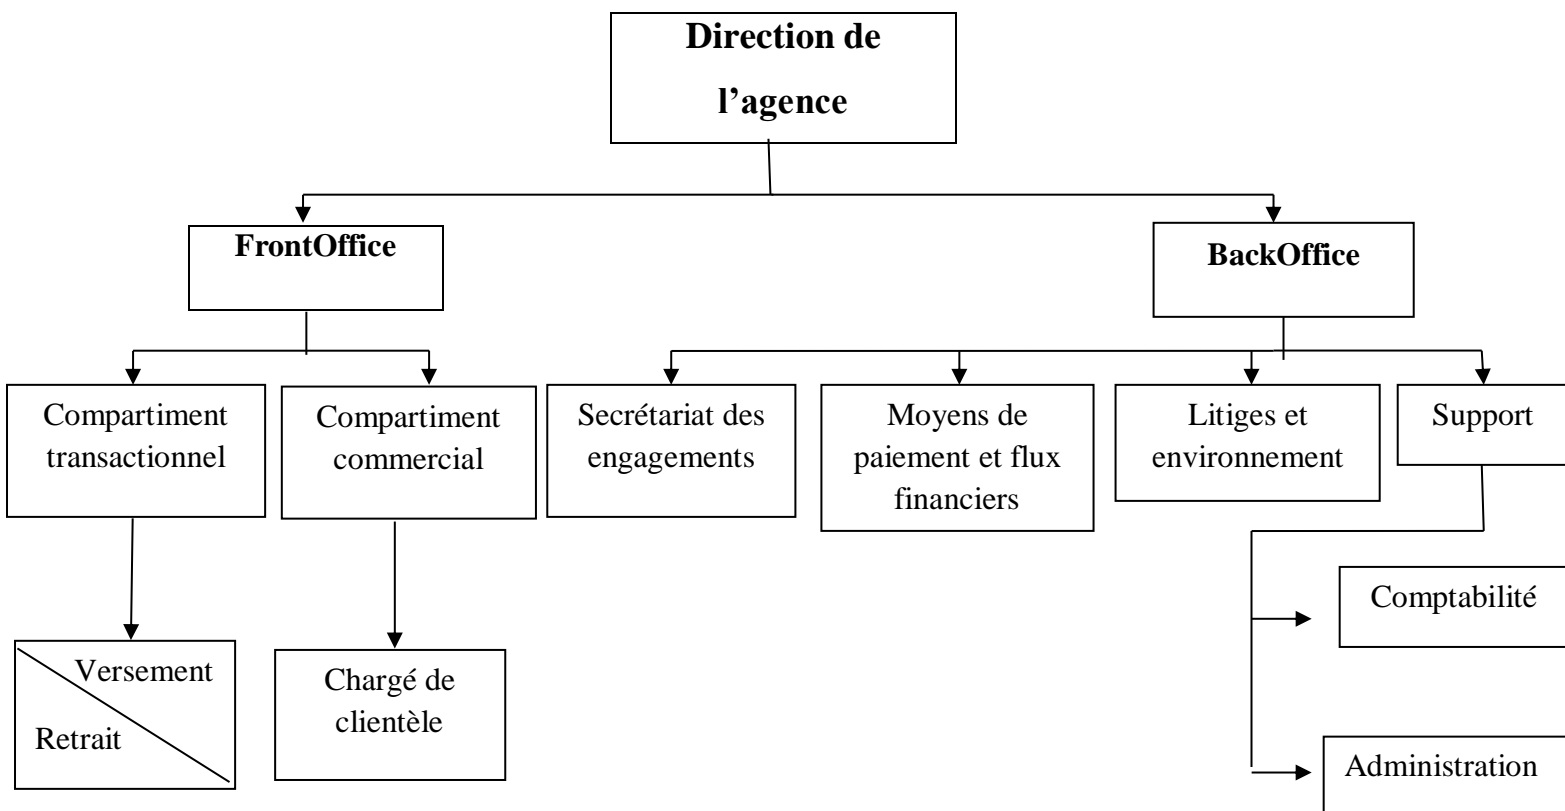 Direction de
l’agence
FrontOffice
BackOffice
Compartiment
transactionnel
Compartiment
commercial
Secrétariat des
engagements
Moyens de
paiement et flux
financiers
Litiges et
environnement
Support
Comptabilité
Versement
Retrait
Chargé de
clientèle
Administration